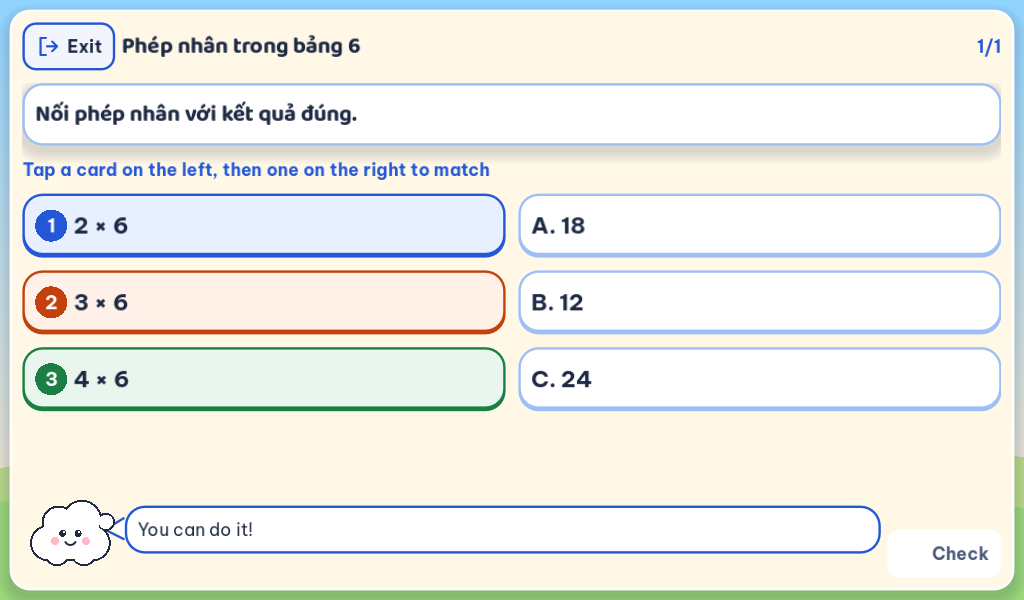 Exit
Phép nhân trong bảng 6
1/1
Nối phép nhân với kết quả đúng.
Tap a card on the left, then one on the right to match
1 2 × 6
A. 18
2 3 × 6
B. 12
3 4 × 6
C. 24
You can do it!
Check